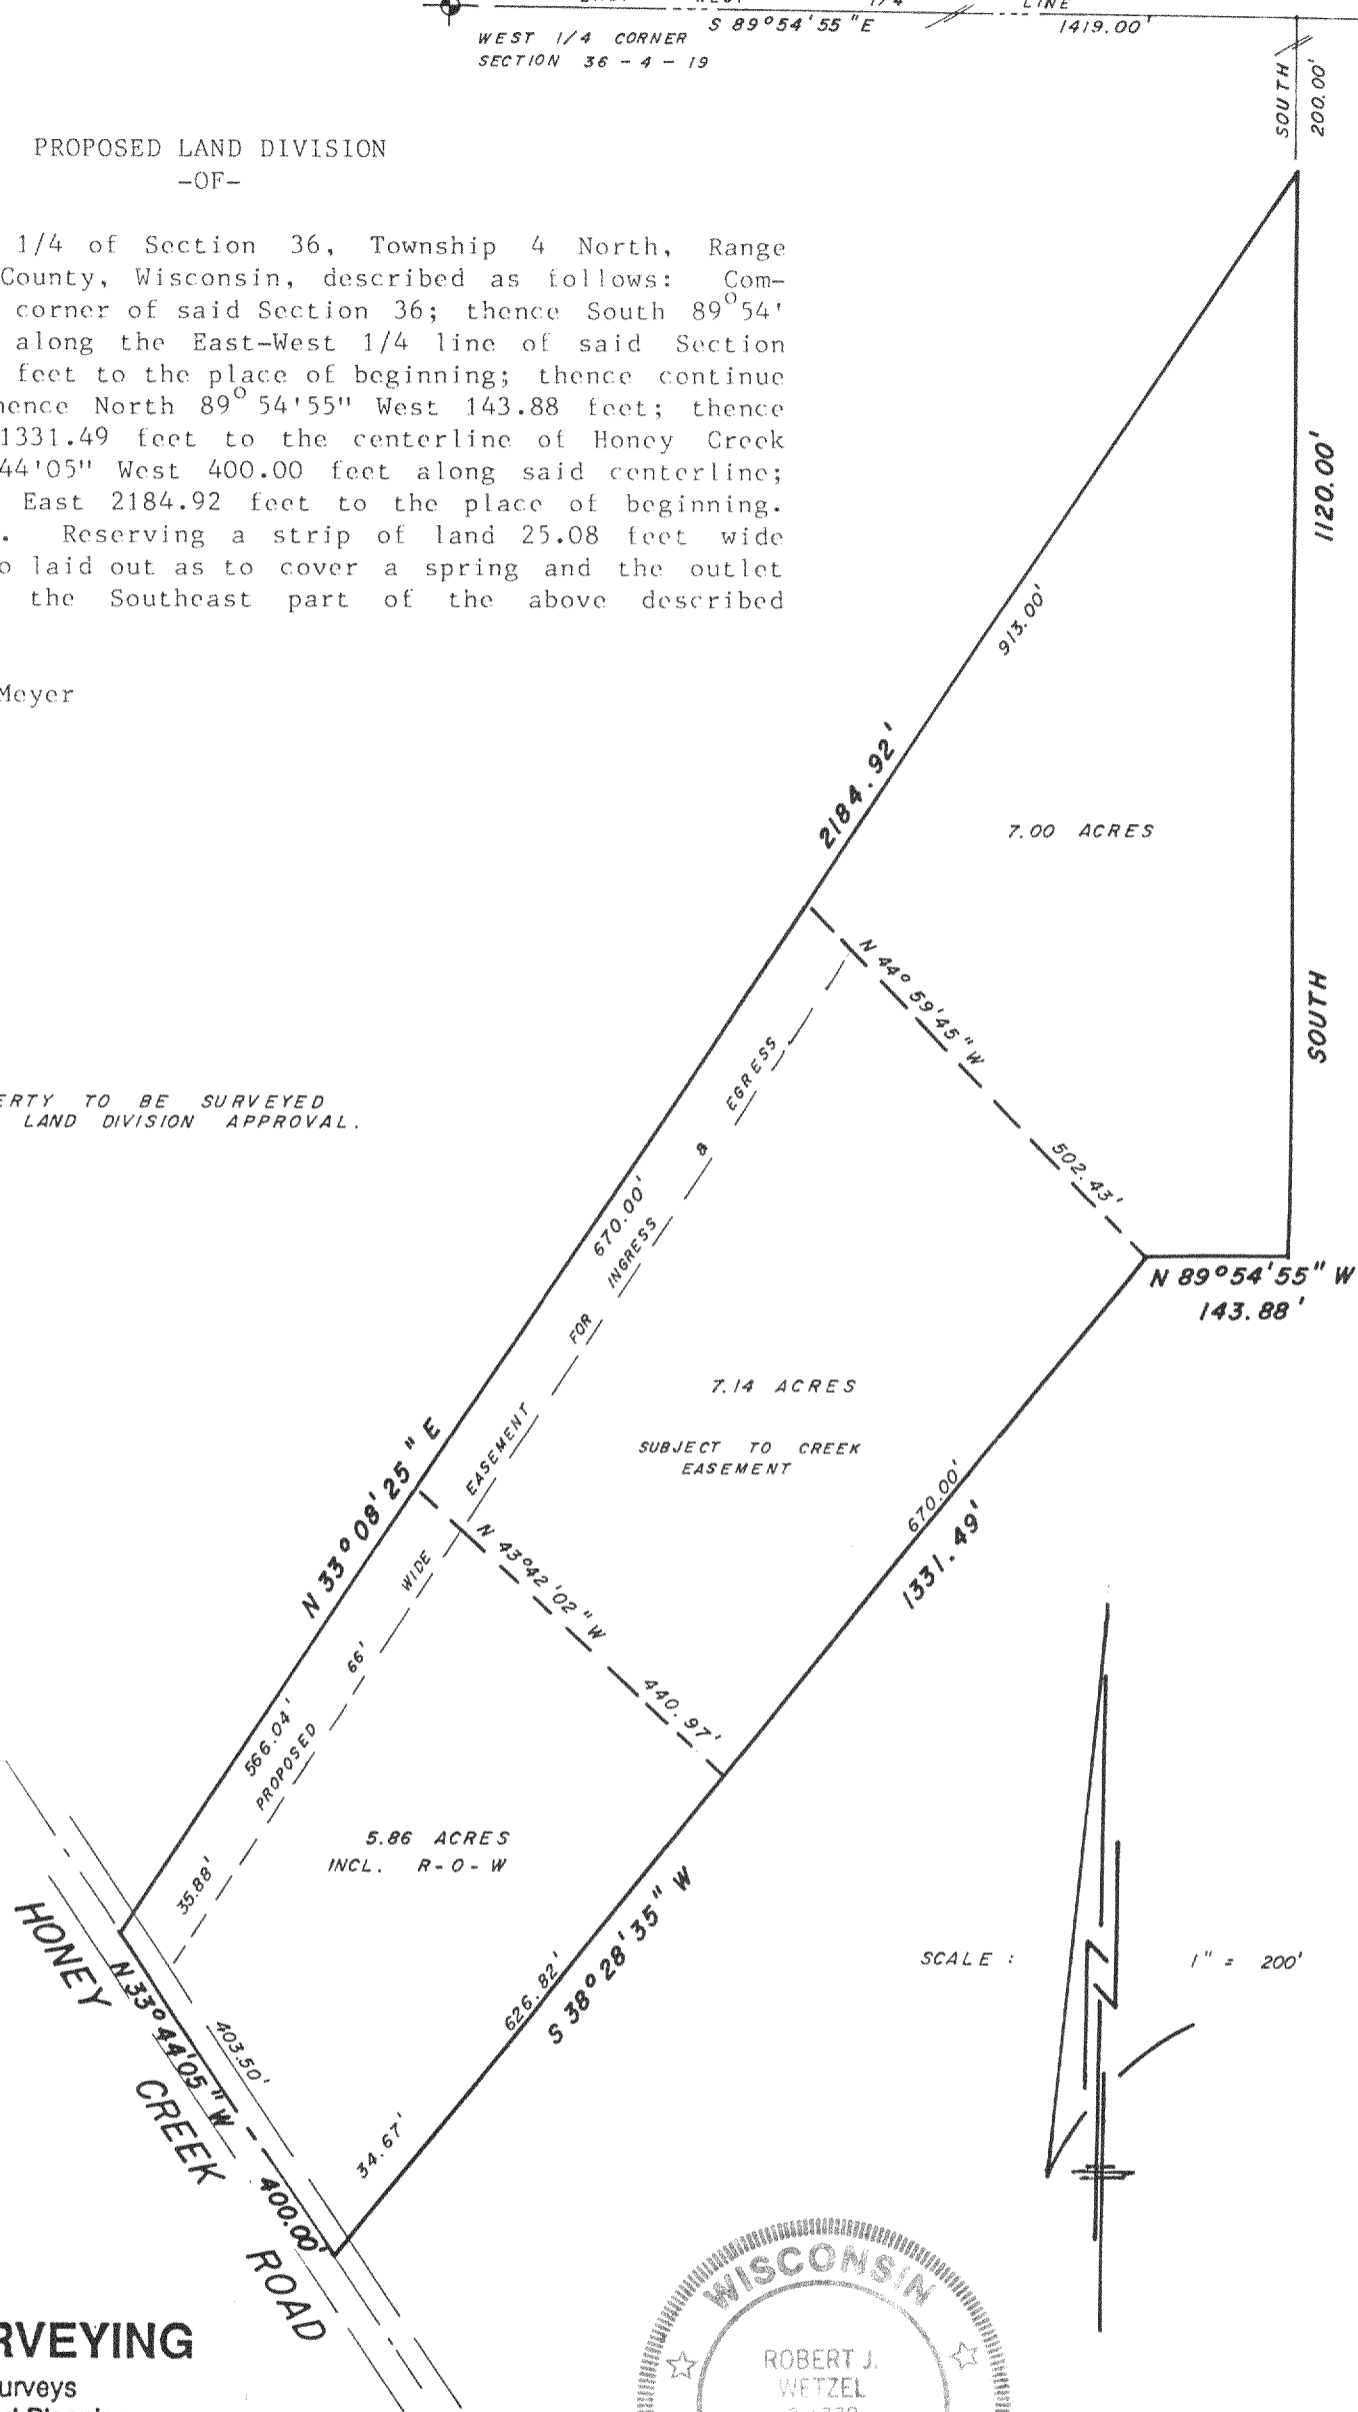 WEST 1/4
LINE
S 89°54'55"E
1419.00'
WEST 1/4 CORNER
SECTION 36-4-19
SOUTH
200.00'
PROPOSED LAND DIVISION
-OF-
1/4 of Section 36, Township 4 North, Range
County, Wisconsin, described as follows: Com-
corner of said Section 36; thence South 89°54'
along the East-West 1/4 line of said Section
feet to the place of beginning; thence continue
hence North 89°54'55" West 143.88 feet; thence
1331.49 feet to the centerline of Honey Creek
44'05" West 400.00 feet along said centerline;
East 2184.92 feet to the place of beginning.
. Reserving a strip of land 25.08 feet wide
o laid out as to cover a spring and the outlet
the Southeast part of the above described
Meyer
1120.00'
SOUTH
913.00'
2184.92'
7.00 ACRES
N 44°59'45"W
502.43'
ERTY TO BE SURVEYED
LAND DIVISION APPROVAL.
N 89°54'55" W
143.88'
670.00'
PROPOSED 66' WIDE EASEMENT FOR INGRESS & EGRESS
7.14 ACRES
SUBJECT TO CREEK
EASEMENT
N 33°08'25" E
670.00'
1331.49'
N 43°42'02"W
440.97'
566.04'
5.86 ACRES
INCL. R-O-W
35.88'
626.82'
S 38°28'35" W
34.67'
HONEY CREEK ROAD
N 33°44'05"W
400.00'
403.50'
SCALE : 1" = 200'
WISCONSIN
ROBERT J.
WETZEL
RVEYING
urveys